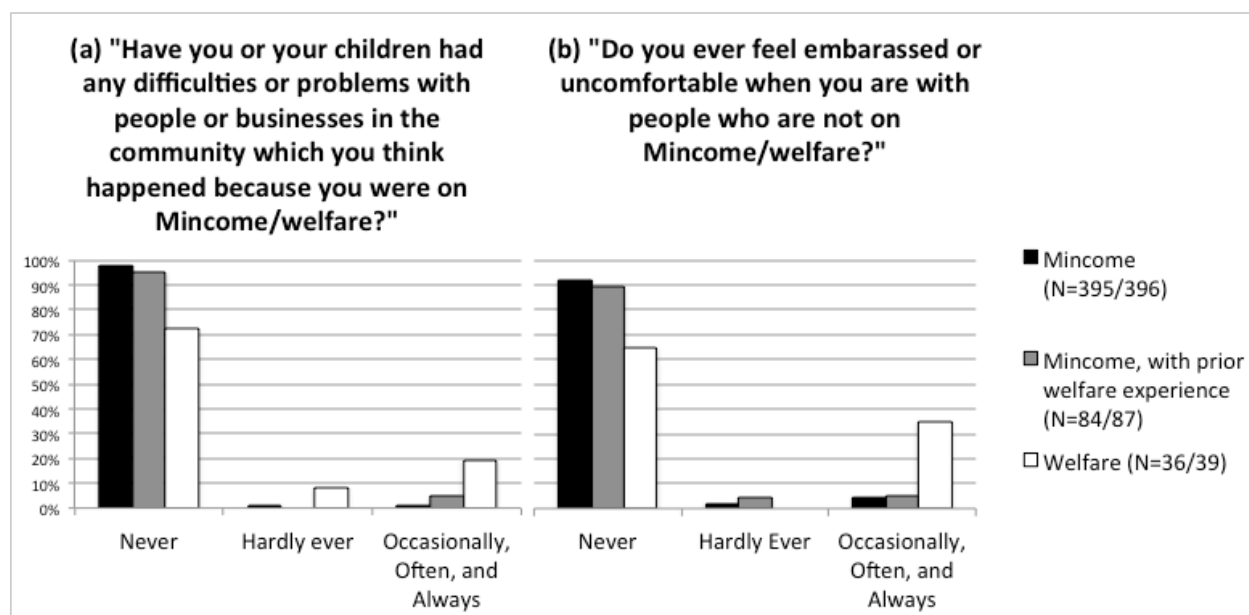 (a) "Have you or your children had
any difficulties or problems with
people or businesses in the
community which you think
happened because you were on
Mincome/welfare?"
(b) "Do you ever feel embarassed or
uncomfortable when you are with
people who are not on
Mincome/welfare?"
100%
90%
80%
70%
60%
50%
40%
30%
20%
10%
0%
Never
Hardly ever
Occasionally,
Often, and
Always
Never
Hardly Ever
Occasionally,
Often, and
Always
Mincome
(N=395/396)
Mincome, with prior
welfare experience
(N=84/87)
Welfare (N=36/39)